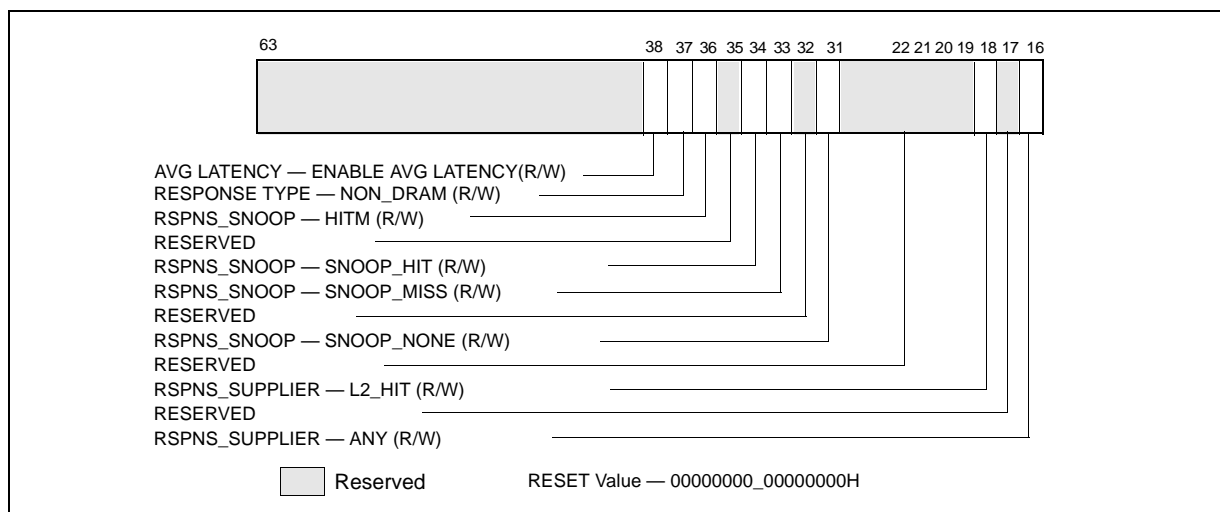 63 38 37 36 35 34 33 32 31 22 21 20 19 18 17 16
AVG LATENCY — ENABLE AVG LATENCY(R/W)
RESPONSE TYPE — NON_DRAM (R/W)
RSPNS_SNOOP — HITM (R/W)
RESERVED
RSPNS_SNOOP — SNOOP_HIT (R/W)
RSPNS_SNOOP — SNOOP_MISS (R/W)
RESERVED
RSPNS_SNOOP — SNOOP_NONE (R/W)
RESERVED
RSPNS_SUPPLIER — L2_HIT (R/W)
RESERVED
RSPNS_SUPPLIER — ANY (R/W)
Reserved RESET Value — 00000000_00000000H